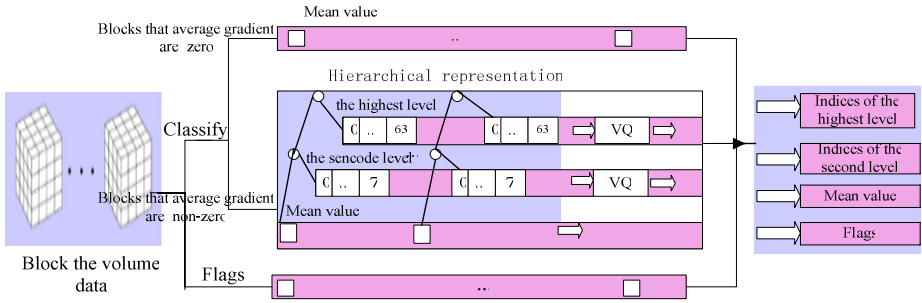 Mean value
Blocks that average gradient
are zero
..
Hierarchical representation
the highest level
0 .. 63
0 .. 63
VQ
Classify
the sencode level..
0 .. 7
0 .. 7
VQ
Blocks that average gradient
are non-zero
Mean value
Block the volume
data
Flags
...
Indices of the
highest level
Indices of the
second level
Mean value
Flags